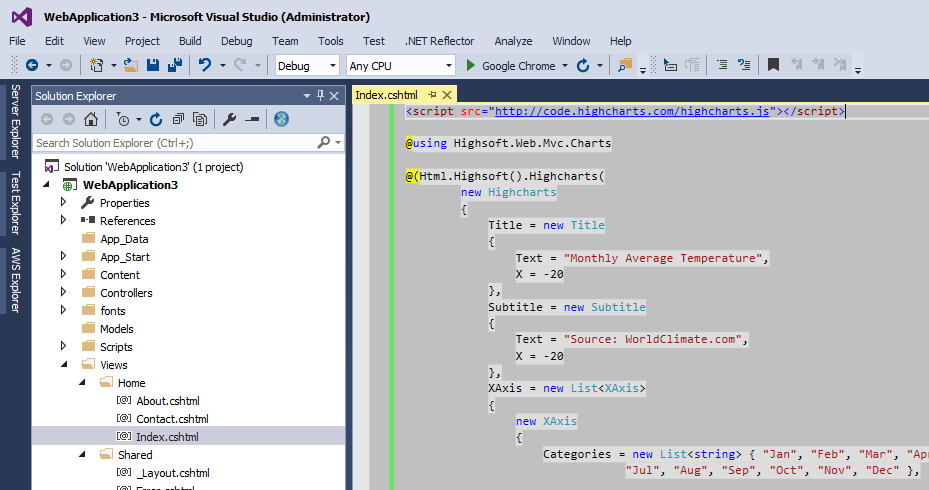 WebApplication3 - Microsoft Visual Studio (Administrator)
File Edit View Project Build Debug Team Tools Test .NET Reflector Analyze Window Help
Debug Any CPU Google Chrome
Server Explorer
Test Explorer
AWS Explorer
Solution Explorer
Search Solution Explorer (Ctrl+;)
Solution 'WebApplication3' (1 project)
WebApplication3
Properties
References
App_Data
App_Start
Content
Controllers
fonts
Models
Scripts
Views
Home
About.cshtml
Contact.cshtml
Index.cshtml
Shared
_Layout.cshtml
Index.cshtml
<script src="http://code.highcharts.com/highcharts.js"></script>
@using Highsoft.Web.Mvc.Charts
@(Html.Highsoft().Highcharts(
new Highcharts
{
Title = new Title
{
Text = "Monthly Average Temperature",
X = -20
},
Subtitle = new Subtitle
{
Text = "Source: WorldClimate.com",
X = -20
},
XAxis = new List<XAxis>
{
new XAxis
{
Categories = new List<string> { "Jan", "Feb", "Mar", "Apr
"Jul", "Aug", "Sep", "Oct", "Nov", "Dec" },